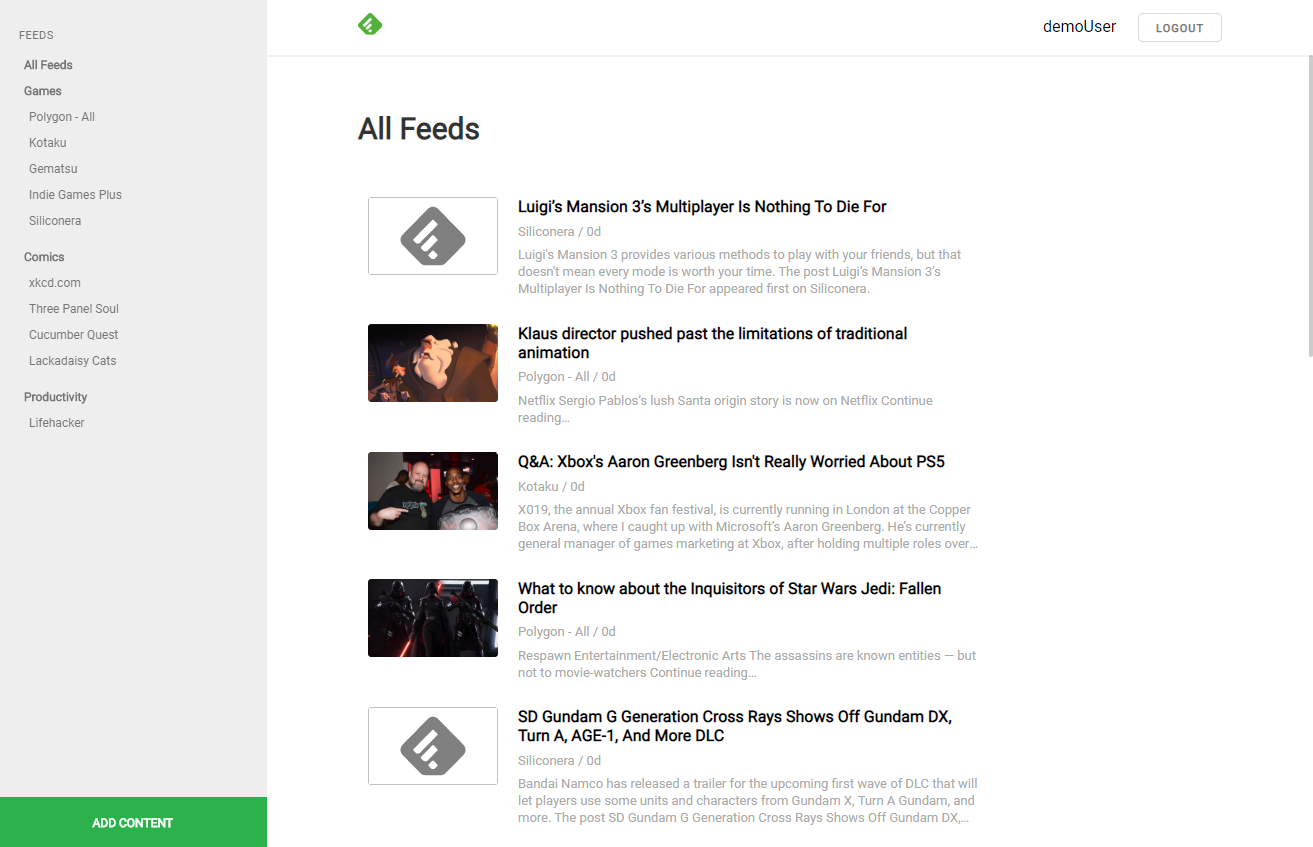 FEEDS
All Feeds
Games
Polygon - All
Kotaku
Gematsu
Indie Games Plus
Siliconera
Comics
xkcd.com
Three Panel Soul
Cucumber Quest
Lackadaisy Cats
Productivity
Lifehacker
ADD CONTENT
demoUser
LOGOUT
All Feeds
Luigi’s Mansion 3’s Multiplayer Is Nothing To Die For
Siliconera / 0d
Luigi's Mansion 3 provides various methods to play with your friends, but that
doesn't mean every mode is worth your time. The post Luigi’s Mansion 3’s
Multiplayer Is Nothing To Die For appeared first on Siliconera.
Klaus director pushed past the limitations of traditional
animation
Polygon - All / 0d
Netflix Sergio Pablos’s lush Santa origin story is now on Netflix Continue
reading…
Q&A: Xbox's Aaron Greenberg Isn't Really Worried About PS5
Kotaku / 0d
X019, the annual Xbox fan festival, is currently running in London at the Copper
Box Arena, where I caught up with Microsoft’s Aaron Greenberg. He’s currently
general manager of games marketing at Xbox, after holding multiple roles over…
What to know about the Inquisitors of Star Wars Jedi: Fallen
Order
Polygon - All / 0d
Respawn Entertainment/Electronic Arts The assassins are known entities — but
not to movie-watchers Continue reading…
SD Gundam G Generation Cross Rays Shows Off Gundam DX,
Turn A, AGE-1, And More DLC
Siliconera / 0d
Bandai Namco has released a trailer for the upcoming first wave of DLC that will
let players use some units and characters from Gundam X, Turn A Gundam, and
more. The post SD Gundam G Generation Cross Rays Shows Off Gundam DX,…